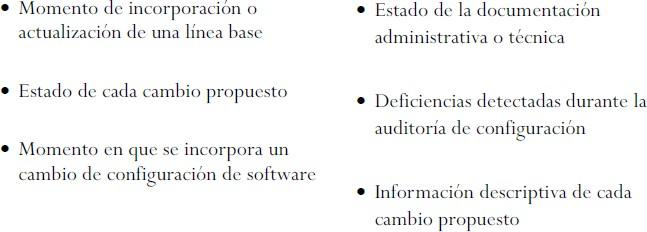 • Momento de incorporación o
actualización de una línea base
• Estado de cada cambio propuesto
• Momento en que se incorpora un
cambio de configuración de software
• Estado de la documentación
administrativa o técnica
• Deficiencias detectadas durante la
auditoría de configuración
• Información descriptiva de cada
cambio propuesto